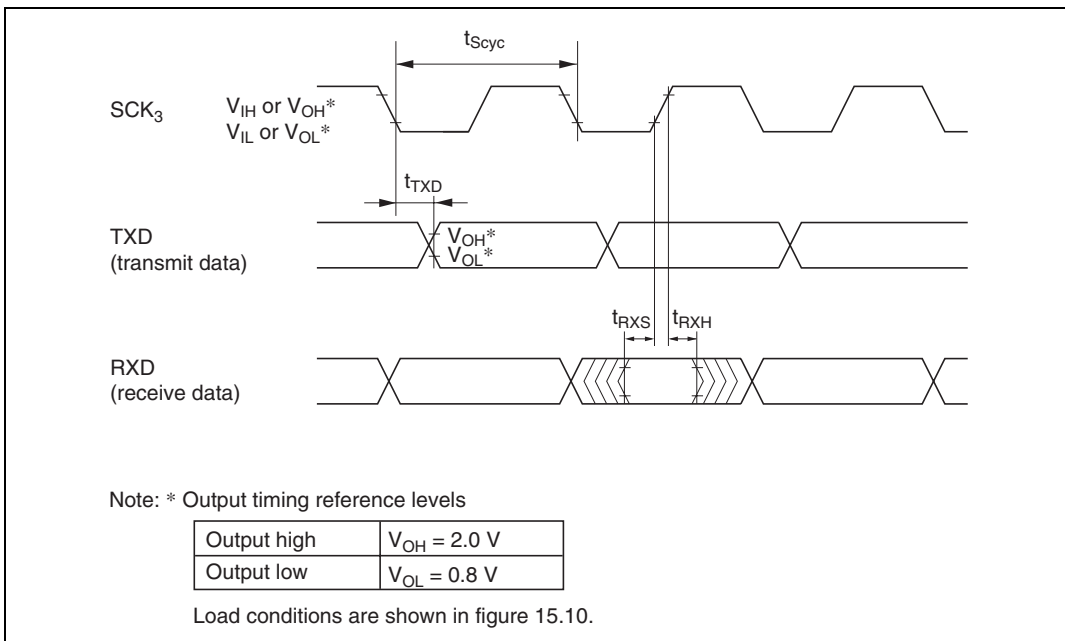 tScyc
SCK3
VIH or VOH*
VIL or VOL*
tTXD
TXD
(transmit data)
VOH*
VOL*
tRXS
tRXH
RXD
(receive data)
Note: * Output timing reference levels
Output high VOH = 2.0 V
Output low VOL = 0.8 V
Load conditions are shown in figure 15.10.